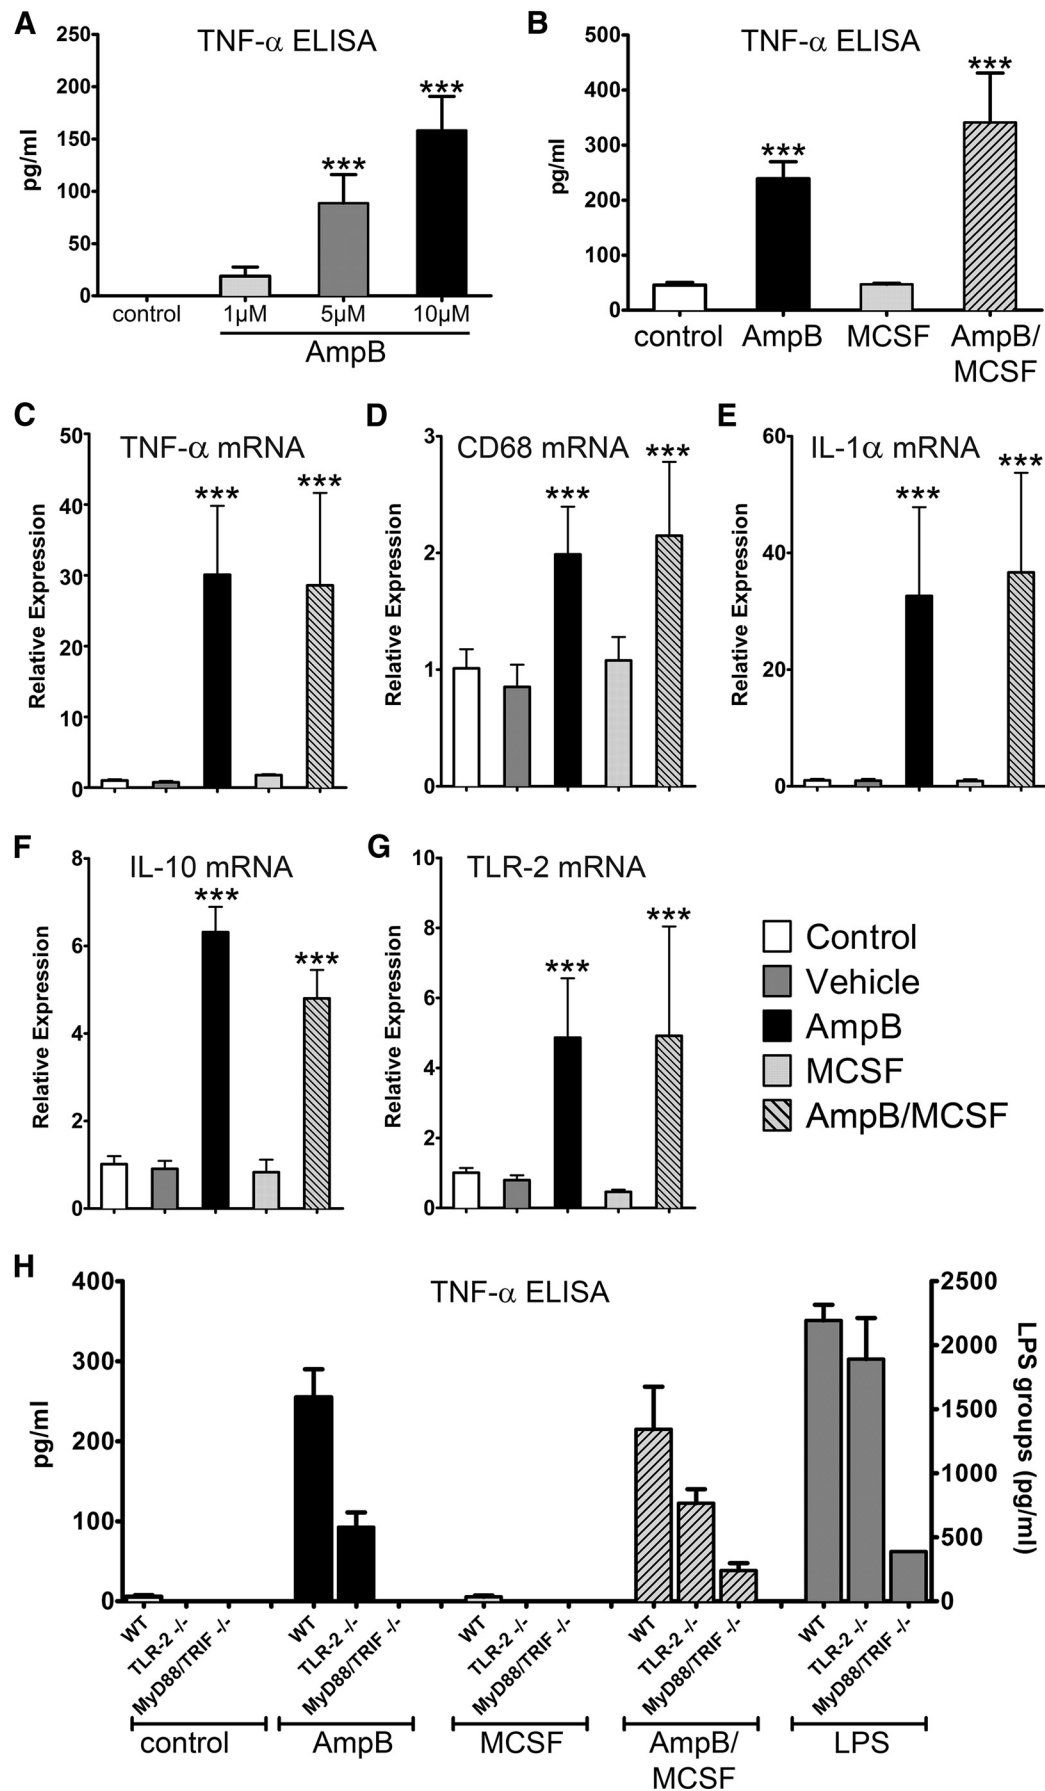 A
TNF-α ELISA
250
200
150
100
50
0
pg/ml
***
***
control
1μM
5μM
10μM
AmpB
B
TNF-α ELISA
500
400
300
200
100
0
pg/ml
***
***
control
AmpB
MCSF
AmpB/
MCSF
C
TNF-α mRNA
50
40
30
20
10
0
Relative Expression
***
***
D
CD68 mRNA
3
2
1
0
Relative Expression
***
***
E
IL-1α mRNA
60
40
20
0
Relative Expression
***
***
F
IL-10 mRNA
8
6
4
2
0
Relative Expression
***
***
G
TLR-2 mRNA
10
8
6
4
2
0
Relative Expression
***
***
Control
Vehicle
AmpB
MCSF
AmpB/MCSF
H
TNF-α ELISA
400
300
200
100
0
pg/ml
2500
2000
1500
1000
500
0
LPS groups (pg/ml)
WT
TLR-2 -/-
MyD88/TRIF -/-
WT
TLR-2 -/-
MyD88/TRIF -/-
WT
TLR-2 -/-
MyD88/TRIF -/-
WT
TLR-2 -/-
MyD88/TRIF -/-
WT
TLR-2 -/-
MyD88/TRIF -/-
control
AmpB
MCSF
AmpB/
MCSF
LPS